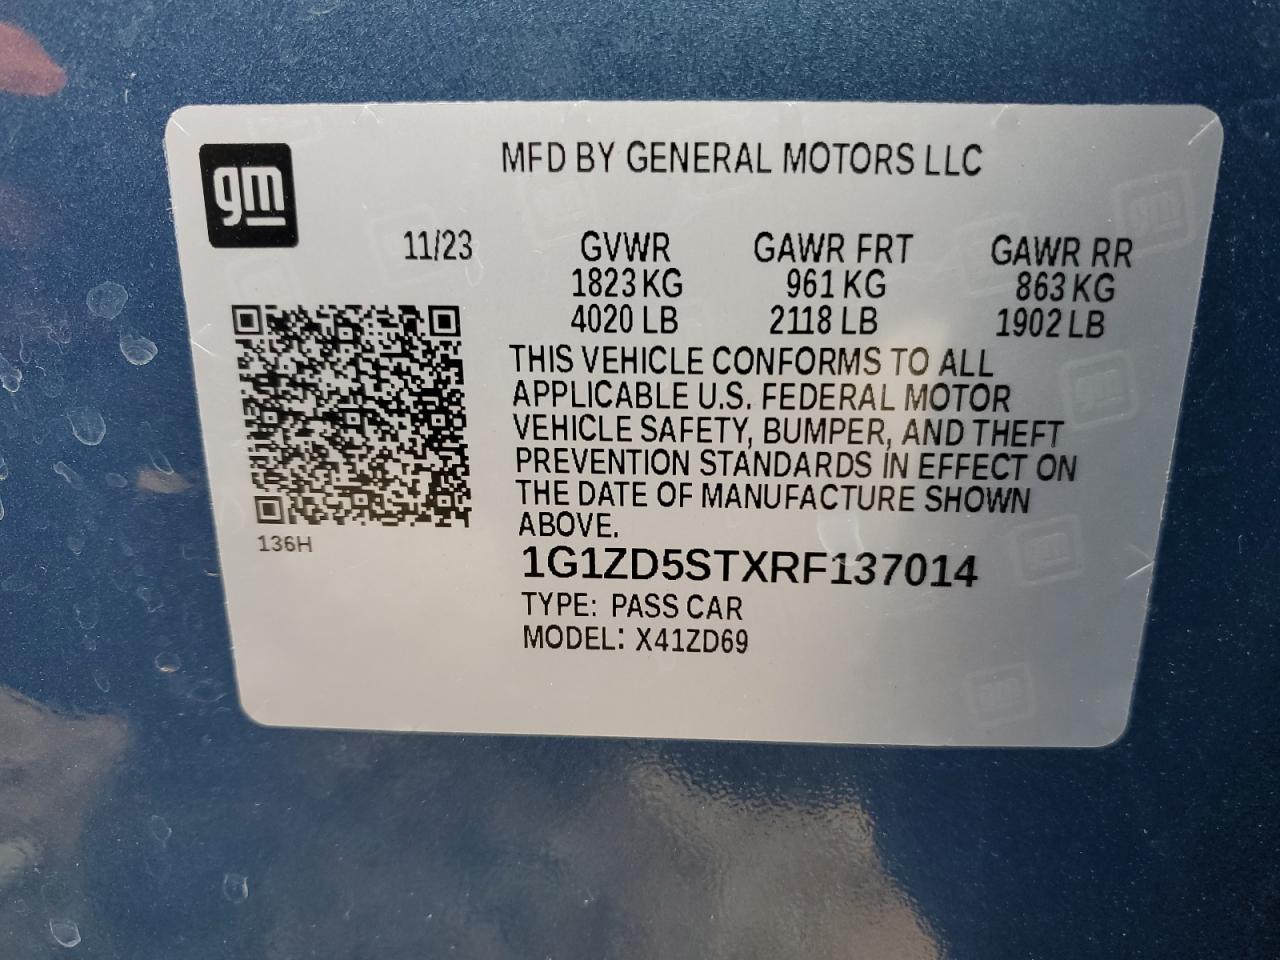 gm
MFD BY GENERAL MOTORS LLC
11/23
GVWR GAWR FRT GAWR RR
1823 KG 961 KG 863 KG
4020 LB 2118 LB 1902 LB
THIS VEHICLE CONFORMS TO ALL
APPLICABLE U.S. FEDERAL MOTOR
VEHICLE SAFETY, BUMPER, AND THEFT
PREVENTION STANDARDS IN EFFECT ON
THE DATE OF MANUFACTURE SHOWN
ABOVE.
136H
1G1ZD5STXRF137014
TYPE: PASS CAR
MODEL: X41ZD69